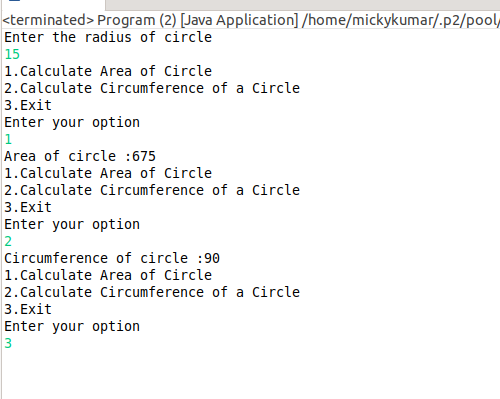 <terminated> Program (2) [Java Application] /home/mickykumar/.p2/pool/
Enter the radius of circle
15
1.Calculate Area of Circle
2.Calculate Circumference of a Circle
3.Exit
Enter your option
1
Area of circle :675
1.Calculate Area of Circle
2.Calculate Circumference of a Circle
3.Exit
Enter your option
2
Circumference of circle :90
1.Calculate Area of Circle
2.Calculate Circumference of a Circle
3.Exit
Enter your option
3